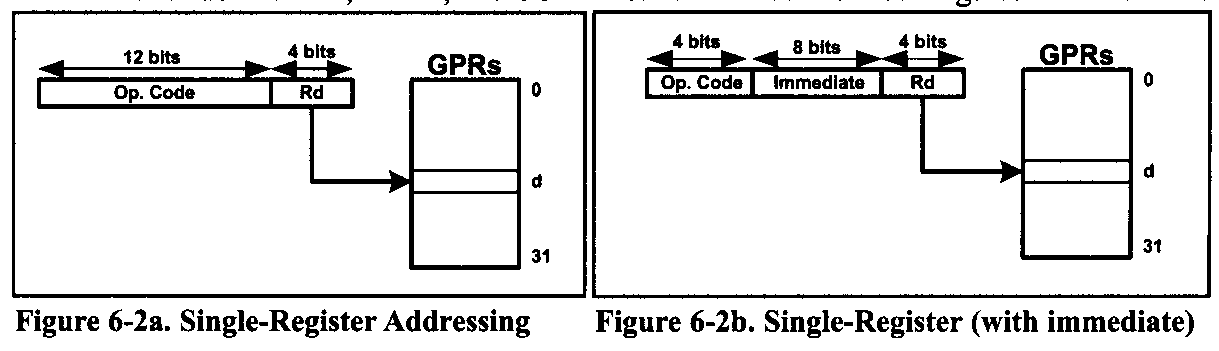 12 bits 4 bits
GPRs
Op. Code Rd
0
d
31
Figure 6-2a. Single-Register Addressing
4 bits 8 bits 4 bits
GPRs
Op. Code Immediate Rd
0
d
31
Figure 6-2b. Single-Register (with immediate)